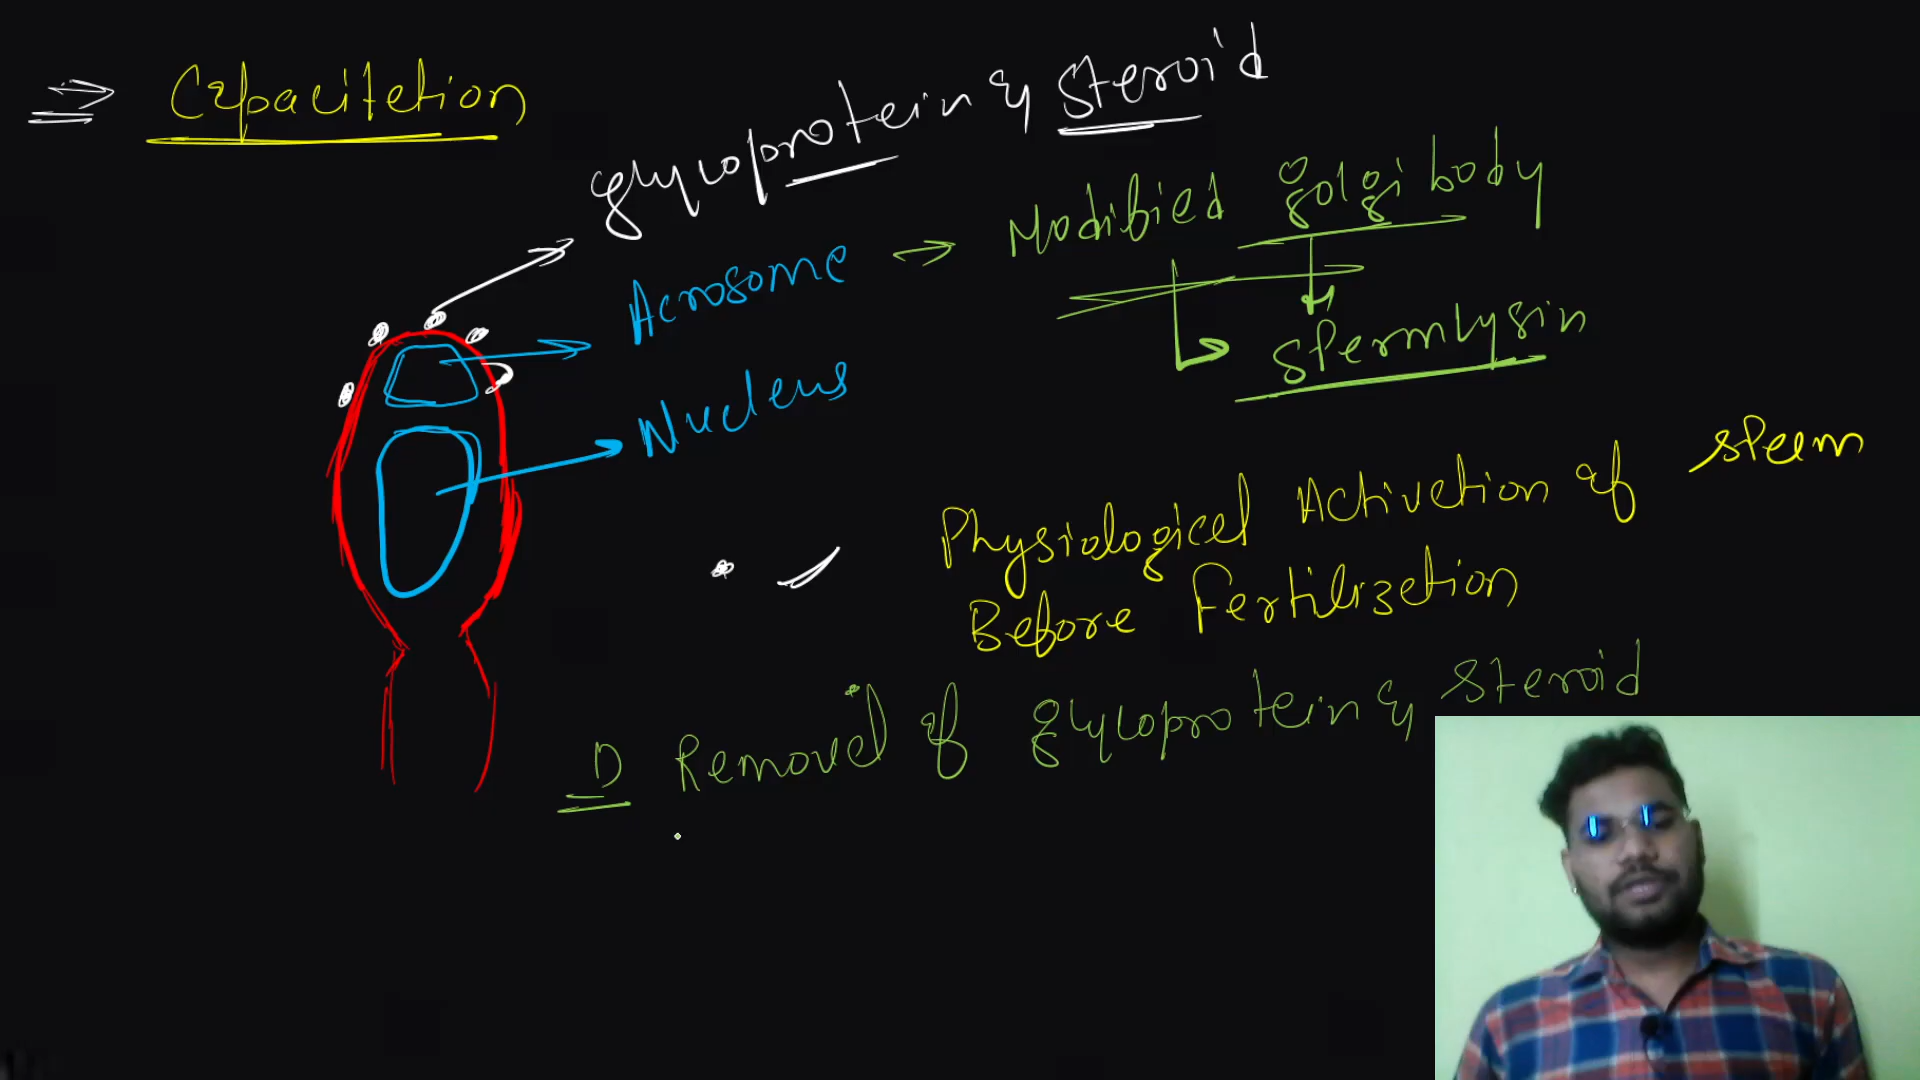 ⇒ Capacitation
glycoprotein & steroid
Acrosome → Modified golgi body
spermlysin
Nucleus
Physiological Activation of sperm
Before Fertilization
1) Removal of glycoprotein & steroid